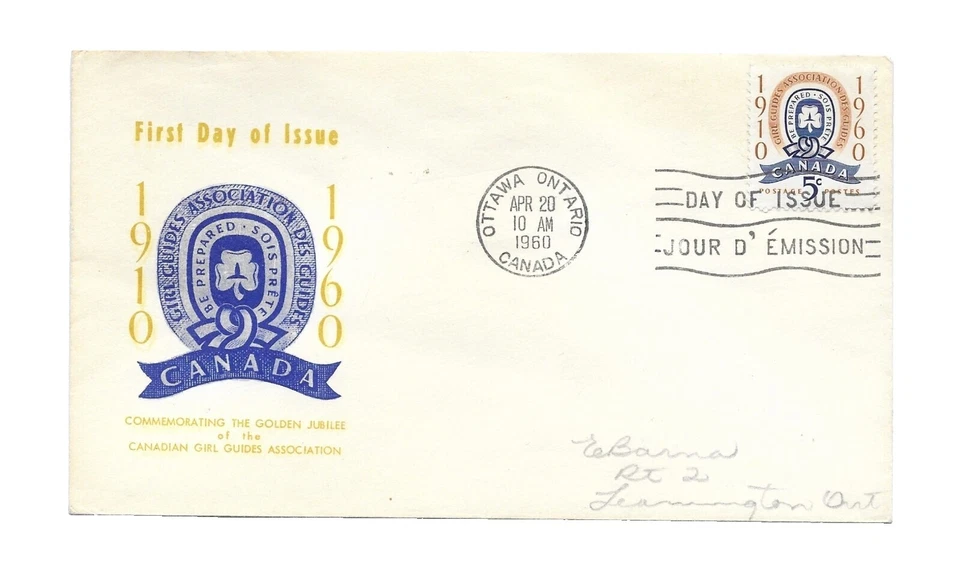 First Day of Issue
1910 1960
GIRL GUIDES ASSOCIATION DES GUIDES
BE PREPARED · SOIS PRÊTE
CANADA
COMMEMORATING THE GOLDEN JUBILEE
of the
CANADIAN GIRL GUIDES ASSOCIATION
OTTAWA ONTARIO
APR 20
10 AM
1960
CANADA
1910 1960
GIRL GUIDES ASSOCIATION DES GUIDES
BE PREPARED · SOIS PRÊTE
CANADA
POSTAGE 5c POSTES
DAY OF ISSUE
JOUR D' ÉMISSION
E Barna
Rt 2
Leamington Ont